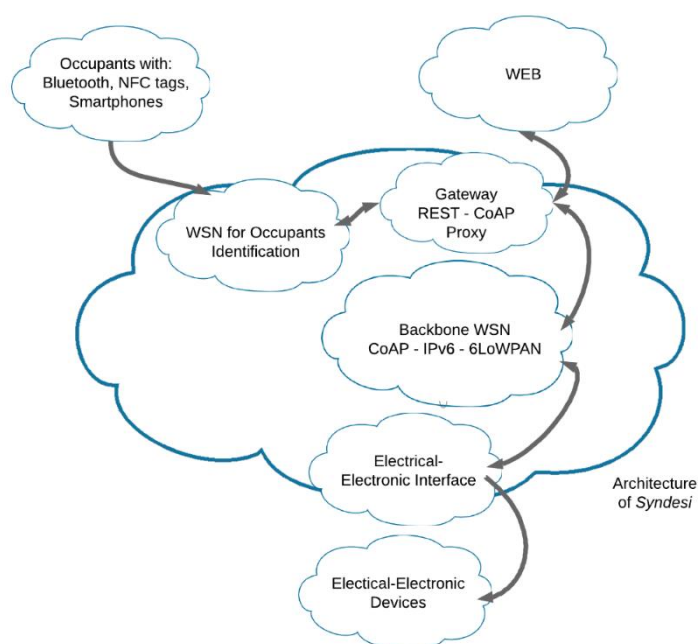 Occupants with:
Bluetooth, NFC tags,
Smartphones
WEB
WSN for Occupants
Identification
Gateway
REST - CoAP
Proxy
Backbone WSN
CoAP - IPv6 - 6LoWPAN
Electrical-
Electronic Interface
Architecture
of Syndesi
Electical-Electronic
Devices